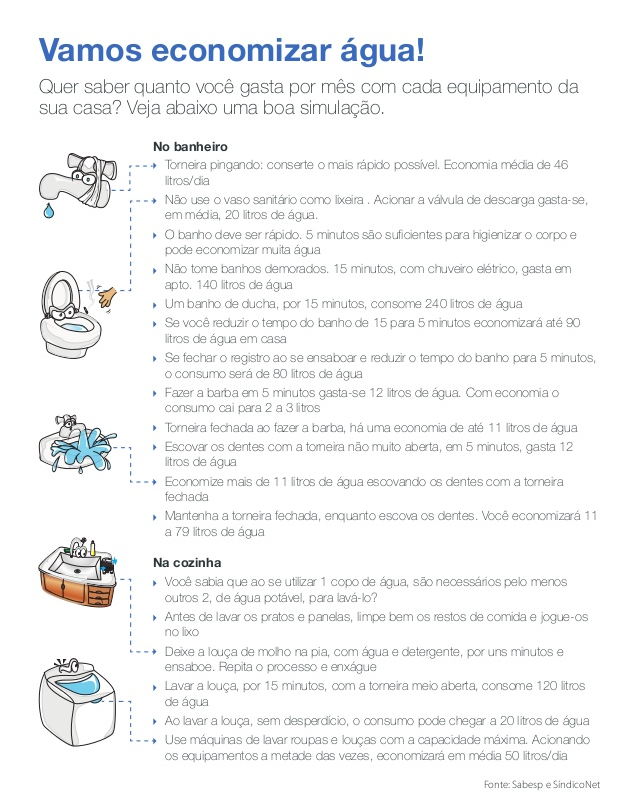 Vamos economizar água!
Quer saber quanto você gasta por mês com cada equipamento da
sua casa? Veja abaixo uma boa simulação.
No banheiro
Torneira pingando: conserte o mais rápido possível. Economia média de 46
litros/dia
Não use o vaso sanitário como lixeira . Acionar a válvula de descarga gasta-se,
em média, 20 litros de água.
O banho deve ser rápido. 5 minutos são suficientes para higienizar o corpo e
pode economizar muita água
Não tome banhos demorados. 15 minutos, com chuveiro elétrico, gasta em
apto. 140 litros de água
Um banho de ducha, por 15 minutos, consome 240 litros de água
Se você reduzir o tempo do banho de 15 para 5 minutos economizará até 90
litros de água em casa
Se fechar o registro ao se ensaboar e reduzir o tempo do banho para 5 minutos,
o consumo será de 80 litros de água
Fazer a barba em 5 minutos gasta-se 12 litros de água. Com economia o
consumo cai para 2 a 3 litros
Torneira fechada ao fazer a barba, há uma economia de até 11 litros de água
Escovar os dentes com a torneira não muito aberta, em 5 minutos, gasta 12
litros de água
Economize mais de 11 litros de água escovando os dentes com a torneira
fechada
Mantenha a torneira fechada, enquanto escova os dentes. Você economizará 11
a 79 litros de água
Na cozinha
Você sabia que ao se utilizar 1 copo de água, são necessários pelo menos
outros 2, de água potável, para lavá-lo?
Antes de lavar os pratos e panelas, limpe bem os restos de comida e jogue-os
no lixo
Deixe a louça de molho na pia, com água e detergente, por uns minutos e
ensaboe. Repita o processo e enxágue
Lavar a louça, por 15 minutos, com a torneira meio aberta, consome 120 litros
de água
Ao lavar a louça, sem desperdício, o consumo pode chegar a 20 litros de água
Use máquinas de lavar roupas e louças com a capacidade máxima. Acionando
os equipamentos a metade das vezes, economizará em média 50 litros/dia
Fonte: Sabesp e SíndicoNet